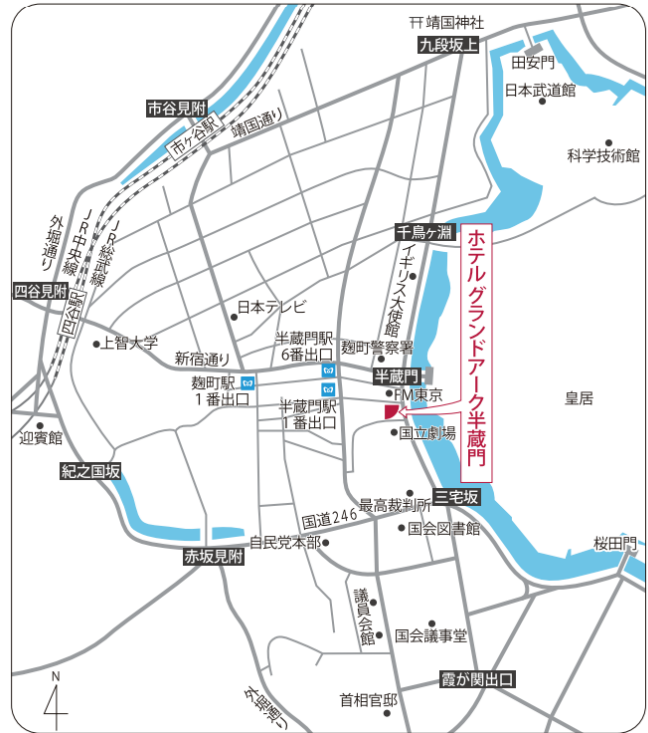 靖国神社
九段坂上
田安門
日本武道館
科学技術館
市谷見附
市ヶ谷駅
靖国通り
外堀通り
JR中央線
JR総武線
千鳥ヶ淵
イギリス大使館
ホテル グランドアーク半蔵門
四谷見附
四谷駅
上智大学
日本テレビ
新宿通り
半蔵門駅
6番出口
麹町警察署
半蔵門
FM東京
麹町駅
1番出口
半蔵門駅
1番出口
国立劇場
皇居
迎賓館
紀之国坂
三宅坂
最高裁判所
国道246
国会図書館
自民党本部
赤坂見附
桜田門
議員会館
国会議事堂
霞が関出口
首相官邸
外堀通り
N